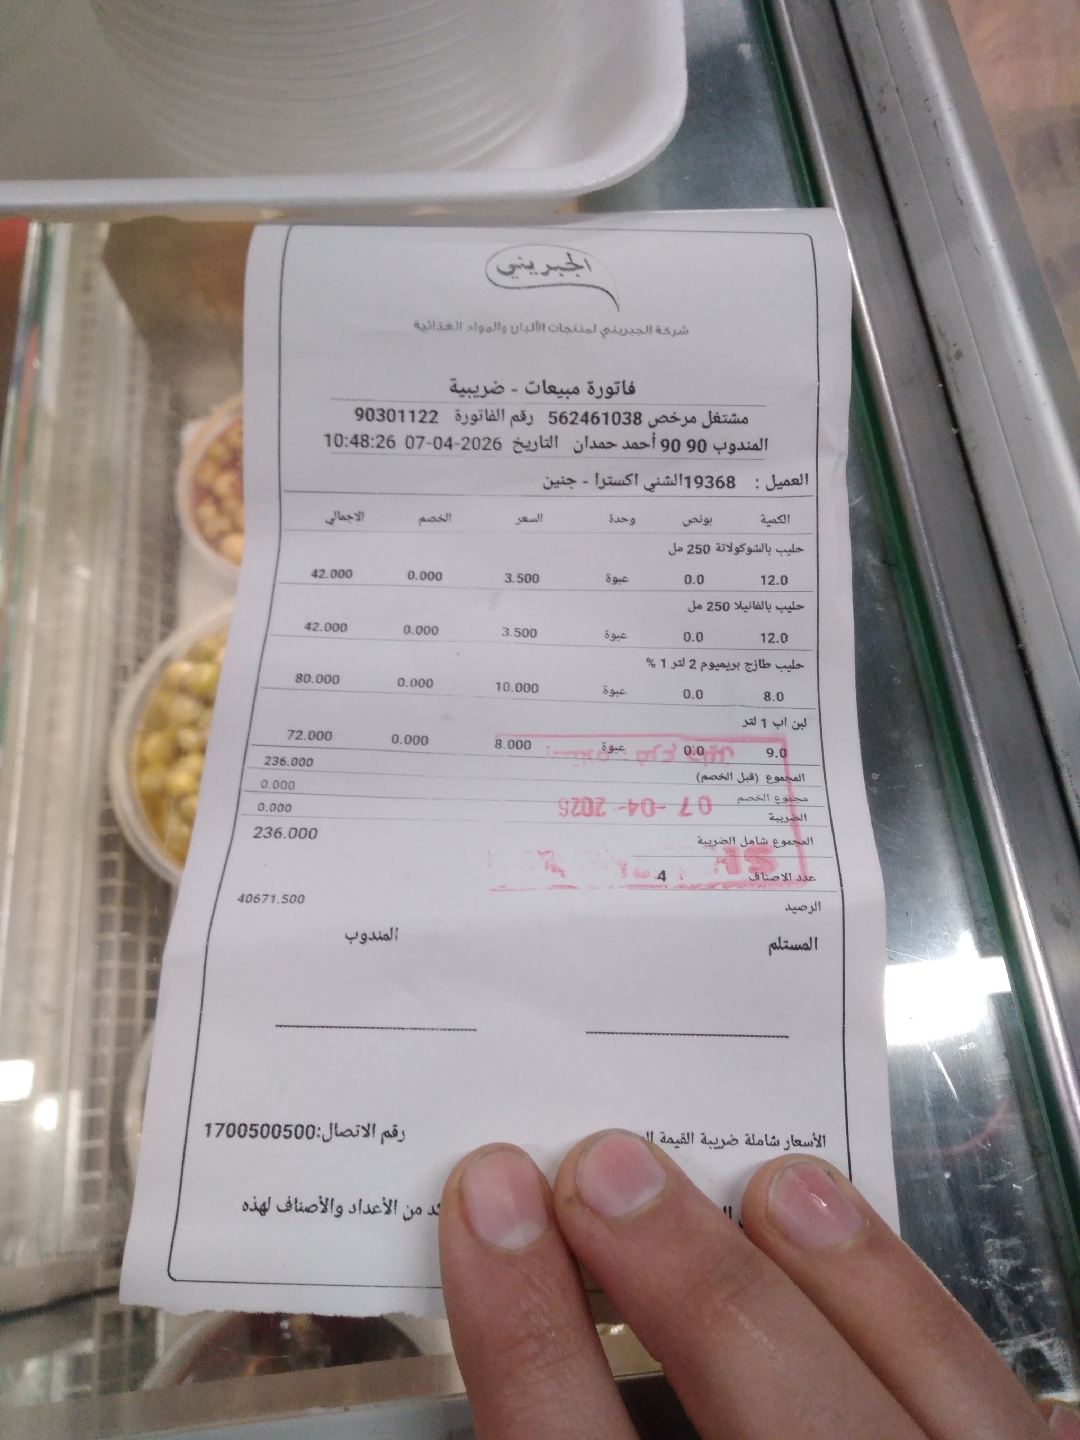 الجبريني
شركة الجبريني لمنتجات الألبان والمواد الغذائية
فاتورة مبيعات - ضريبية
مشتغل مرخص 562461038 رقم الفاتورة 90301122
المندوب 90 90 أحمد حمدان التاريخ 07-04-2026 10:48:26
العميل : 19368الشني اكسترا - جنين
الكمية بونص وحدة السعر الخصم الاجمالي
حليب بالشوكولاتة 250 مل
12.0 0.0 عبوة 3.500 0.000 42.000
حليب بالفانيلا 250 مل
12.0 0.0 عبوة 3.500 0.000 42.000
حليب طازج بريميوم 2 لتر 1 %
8.0 0.0 عبوة 10.000 0.000 80.000
لبن اب 1 لتر
9.0 0.0 عبوة 8.000 0.000 72.000
المجموع (قبل الخصم) 236.000
مجموع الخصم 0.000
الضريبة 0.000
المجموع شامل الضريبة 236.000
عدد الاصناف 4
الرصيد 40671.500
07-04-2026
المستلم المندوب
الأسعار شاملة ضريبة القيمة رقم الاتصال:1700500500
من الأعداد والأصناف لهذه